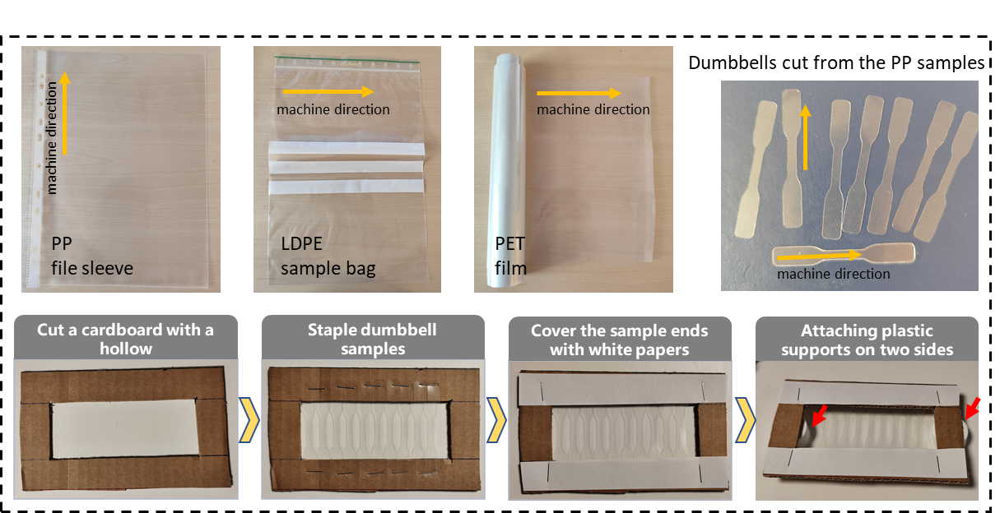 Dumbbells cut from the PP samples
machine direction
PP
file sleeve
machine direction
LDPE
sample bag
machine direction
PET
film
machine direction
Cut a cardboard with a
hollow
Staple dumbbell
samples
Cover the sample ends
with white papers
Attaching plastic
supports on two sides